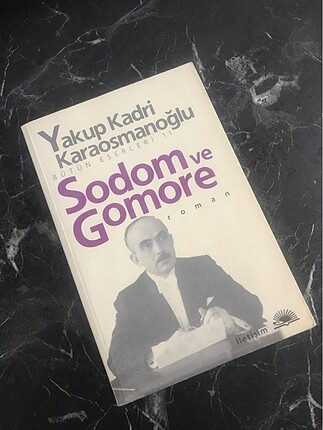 Yakup Kadri
Karaosmanoğlu
BÜTÜN ESERLERİ 11
Sodom ve
Gomore
roman
iletişim